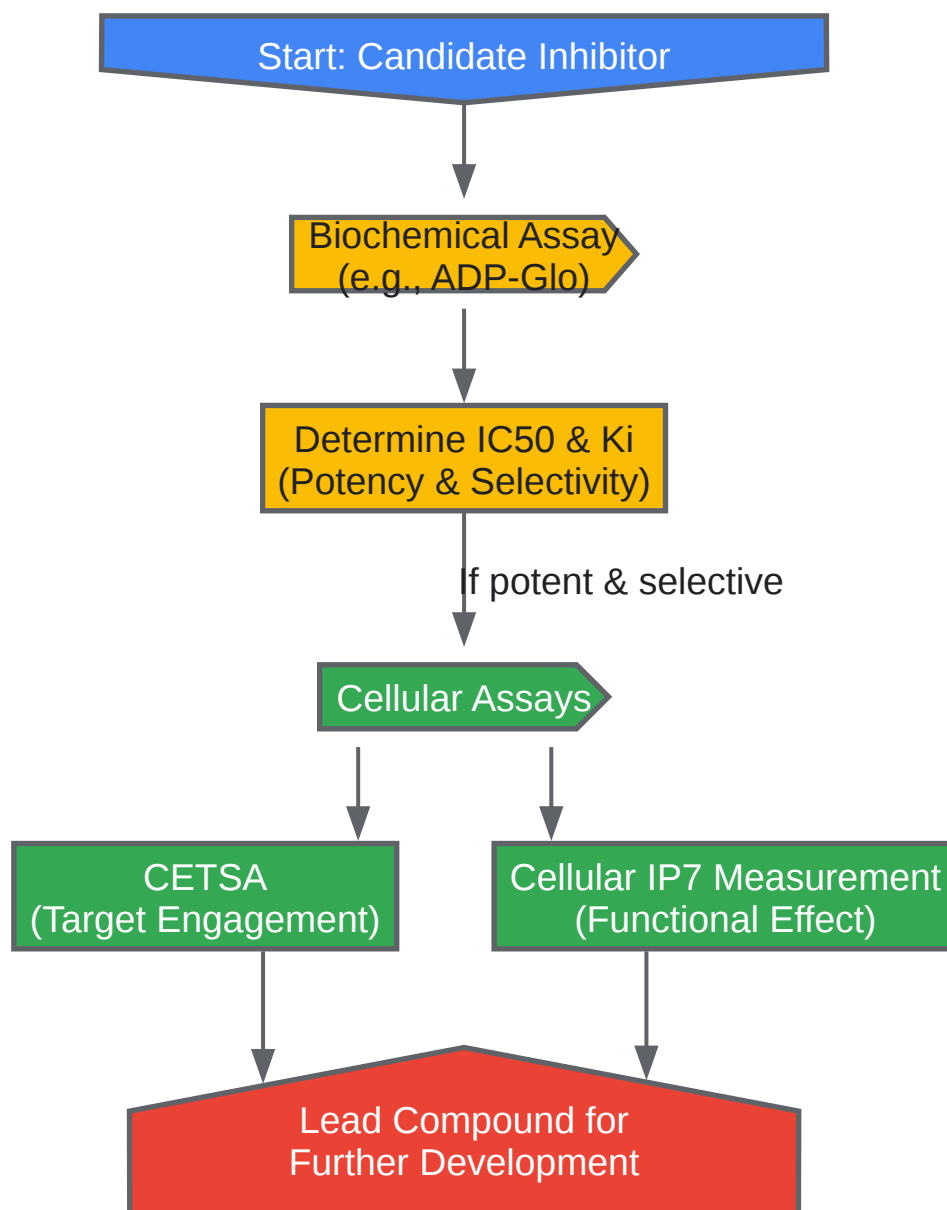 Start: Candidate Inhibitor
Biochemical Assay
(e.g., ADP-Glo)
Determine IC50 & Ki
(Potency & Selectivity)
If potent & selective
Cellular Assays
CETSA
(Target Engagement)
Cellular IP7 Measurement
(Functional Effect)
Lead Compound for
Further Development